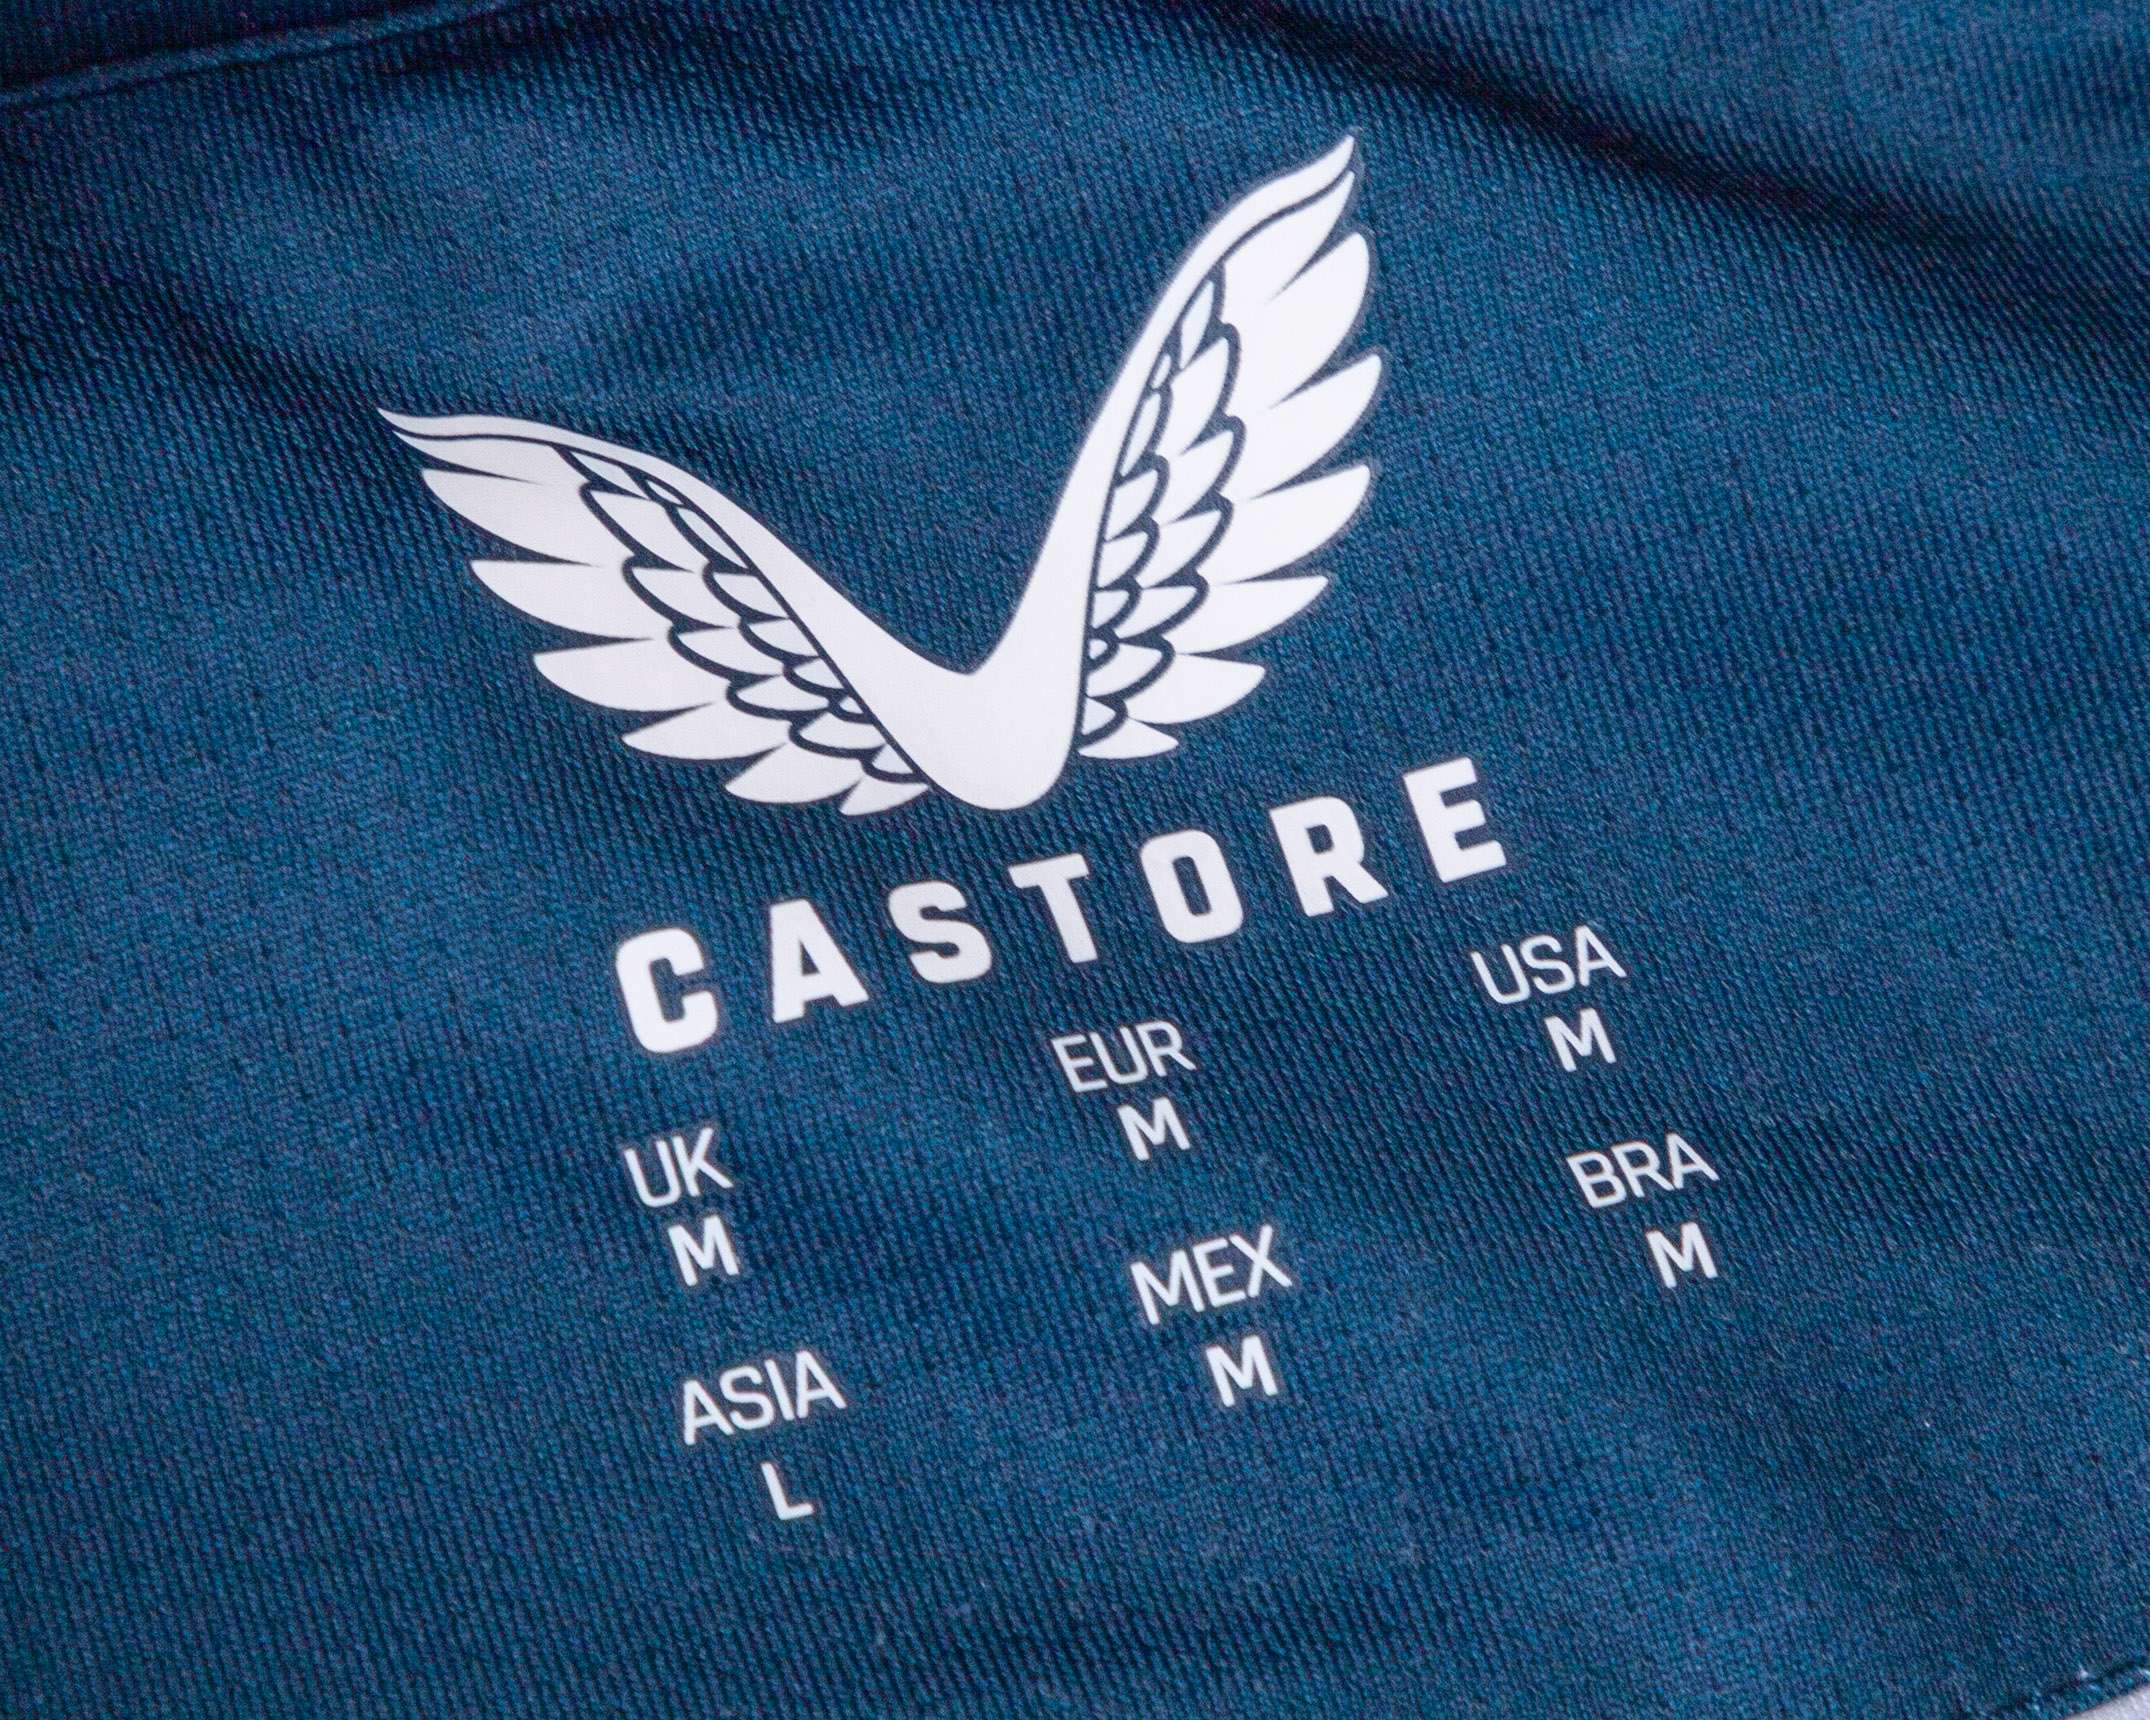 CASTORE
UK EUR USA
M M M
ASIA MEX BRA
L M M